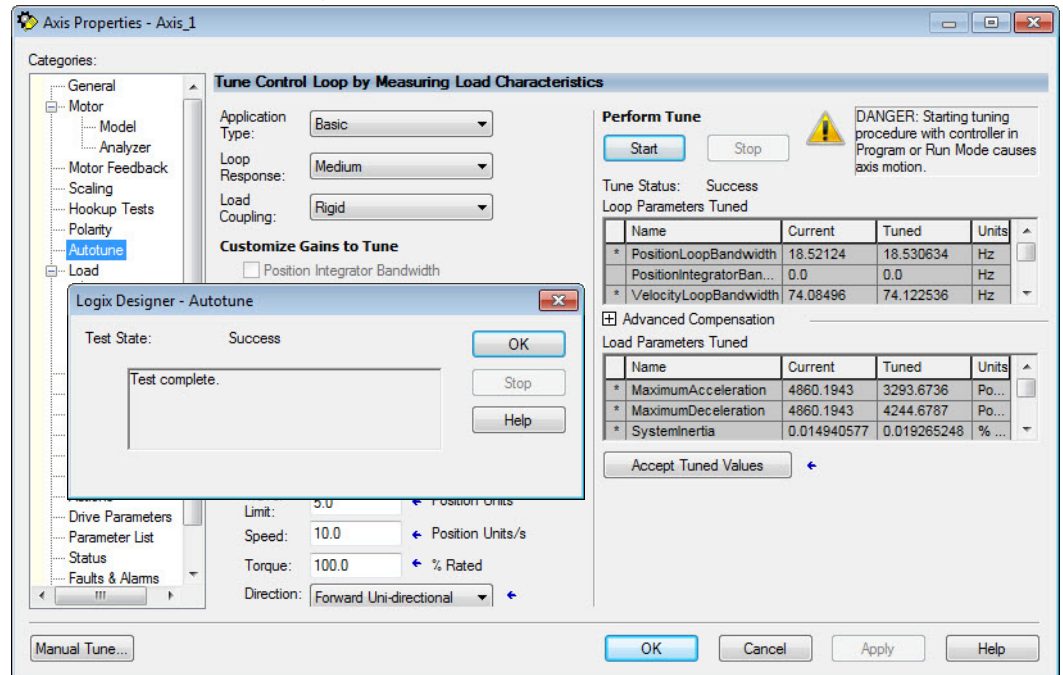 Axis Properties - Axis_1
Categories:
General
Motor
Model
Analyzer
Motor Feedback
Scaling
Hookup Tests
Polarity
Autotune
Load
Drive Parameters
Parameter List
Status
Faults & Alarms
Tune Control Loop by Measuring Load Characteristics
Application
Type:
Basic
Loop
Response:
Medium
Load
Coupling:
Rigid
Customize Gains to Tune
Position Integrator Bandwidth
Logix Designer - Autotune
Test State: Success
Test complete.
OK
Stop
Help
Limit: 5.0 Position Units
Speed: 10.0 Position Units/s
Torque: 100.0 % Rated
Direction: Forward Uni-directional
Perform Tune
Start Stop
DANGER: Starting tuning
procedure with controller in
Program or Run Mode causes
axis motion.
Tune Status: Success
Loop Parameters Tuned
Name Current Tuned Units
* PositionLoopBandwidth 18.52124 18.530634 Hz
PositionIntegratorBan... 0.0 0.0 Hz
* VelocityLoopBandwidth 74.08496 74.122536 Hz
Advanced Compensation
Load Parameters Tuned
Name Current Tuned Units
* MaximumAcceleration 4860.1943 3293.6736 Po...
* MaximumDeceleration 4860.1943 4244.6787 Po...
* SystemInertia 0.014940577 0.019265248 % ...
Accept Tuned Values
Manual Tune...
OK Cancel Apply Help